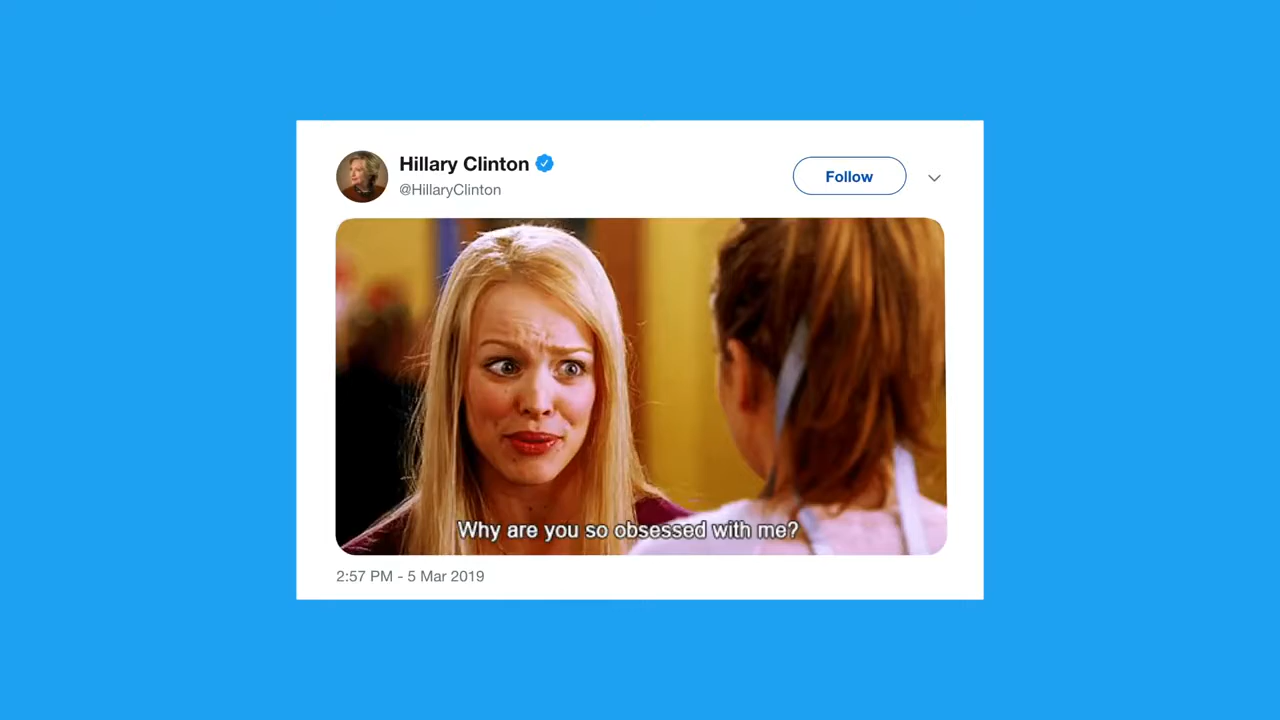 Hillary Clinton
@HillaryClinton
Follow
Why are you so obsessed with me?
2:57 PM - 5 Mar 2019